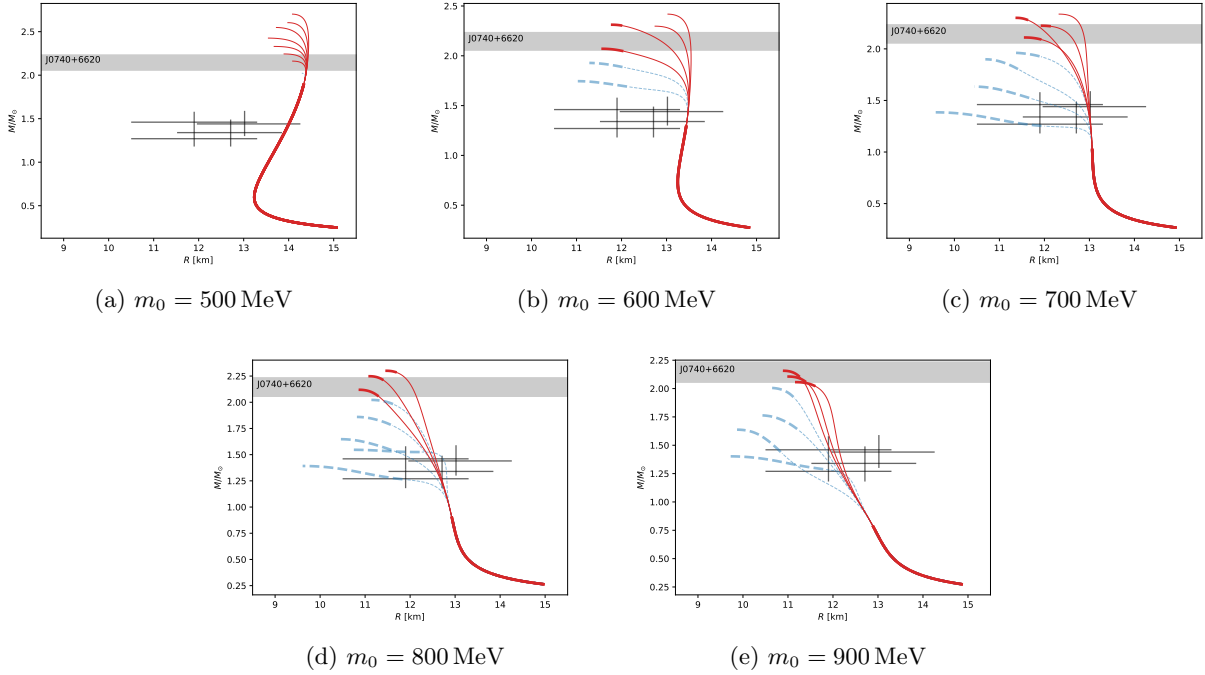 2.5
2.0
1.5
1.0
0.5
M/M☉
J0740+6620
9 10 11 12 13 14 15
R [km]
(a) m₀ = 500 MeV
2.5
2.0
1.5
1.0
0.5
M/M☉
J0740+6620
9 10 11 12 13 14 15
R [km]
(b) m₀ = 600 MeV
2.5
2.0
1.5
1.0
0.5
M/M☉
J0740+6620
9 10 11 12 13 14 15
R [km]
(c) m₀ = 700 MeV
2.25
2.00
1.75
1.50
1.25
1.00
0.75
0.50
0.25
M/M☉
J0740+6620
9 10 11 12 13 14 15
R [km]
(d) m₀ = 800 MeV
2.25
2.00
1.75
1.50
1.25
1.00
0.75
0.50
0.25
M/M☉
J0740+6620
9 10 11 12 13 14 15
R [km]
(e) m₀ = 900 MeV